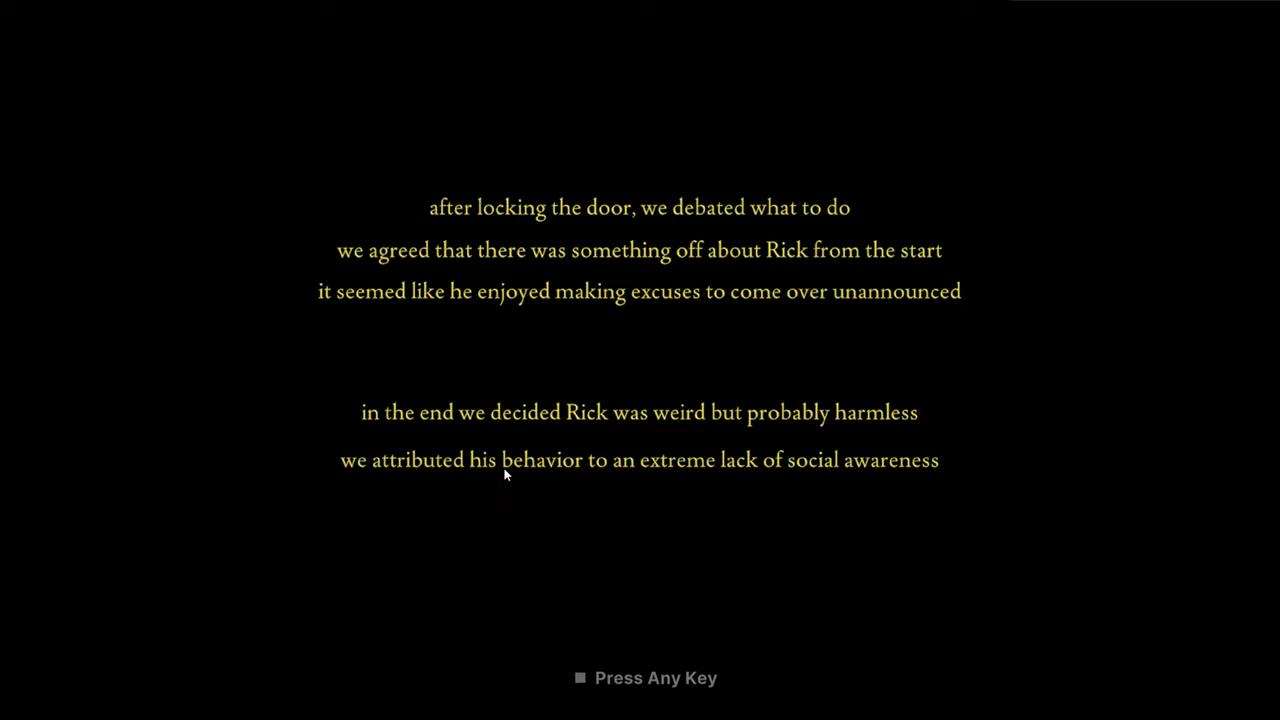 after locking the door, we debated what to do
we agreed that there was something off about Rick from the start
it seemed like he enjoyed making excuses to come over unannounced
in the end we decided Rick was weird but probably harmless
we attributed his behavior to an extreme lack of social awareness
Press Any Key